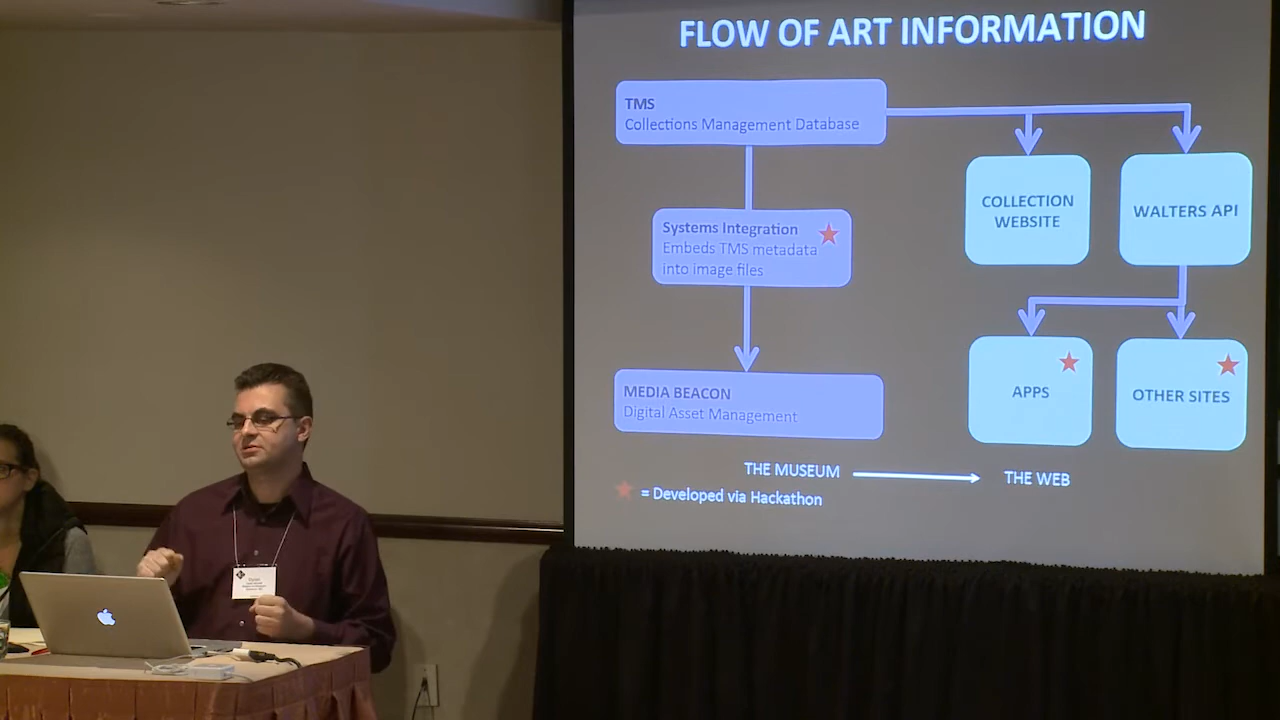 FLOW OF ART INFORMATION
TMS
Collections Management Database
COLLECTION
WEBSITE
WALTERS API
Systems Integration
Embeds TMS metadata
into image files
APPS
OTHER SITES
MEDIA BEACON
Digital Asset Management
THE MUSEUM
THE WEB
= Developed via Hackathon